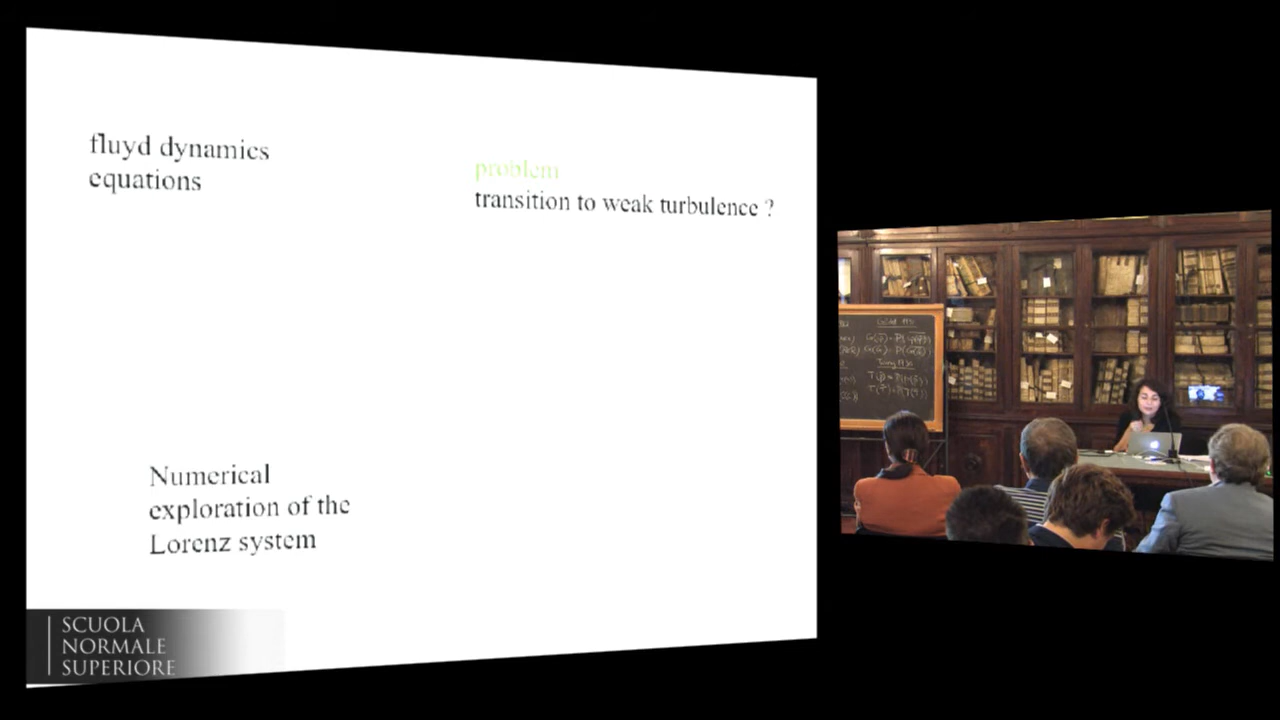 fluyd dynamics
equations
problem
transition to weak turbulence ?
Numerical
exploration of the
Lorenz system
SCUOLA
NORMALE
SUPERIORE